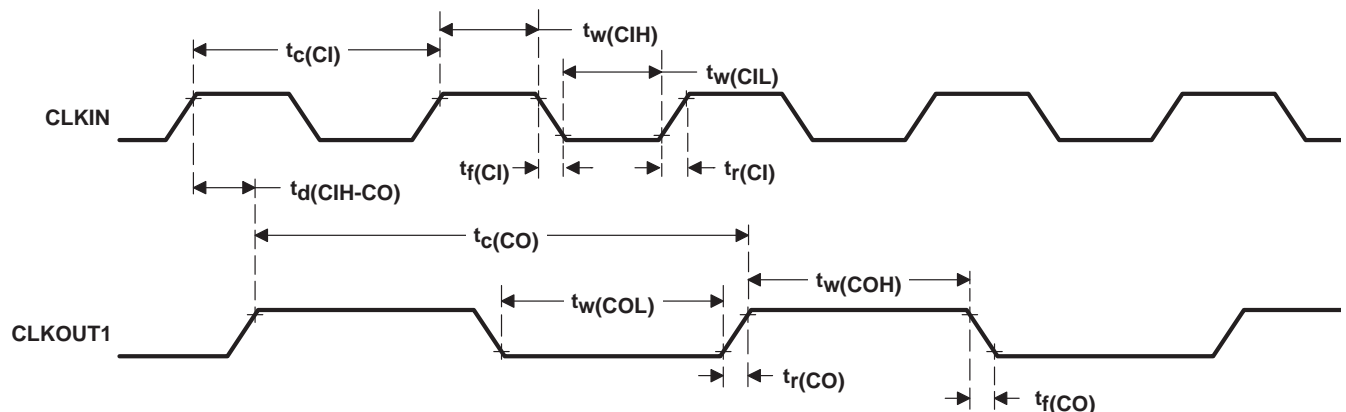 tw(CIH)
tc(CI)
tw(CIL)
CLKIN
tf(CI)
tr(CI)
td(CIH-CO)
tc(CO)
tw(COH)
tw(COL)
CLKOUT1
tr(CO)
tf(CO)